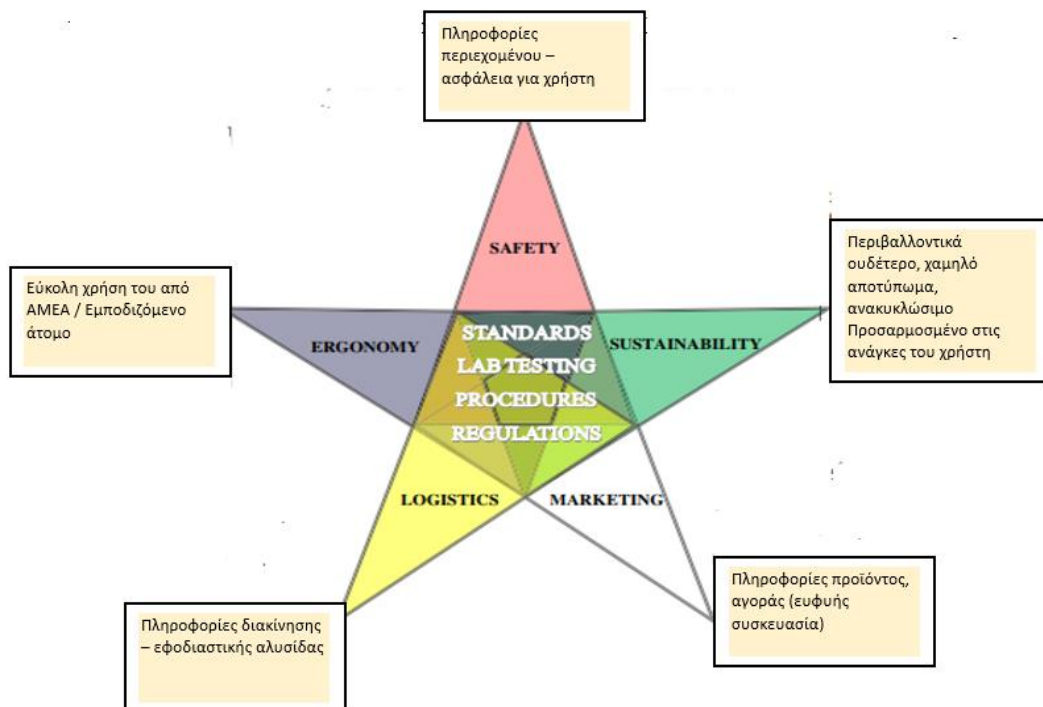 Πληροφορίες
περιεχομένου –
ασφάλεια για χρήστη
SAFETY
Περιβαλλοντικά
ουδέτερο, χαμηλό
αποτύπωμα,
ανακυκλώσιμο
Προσαρμοσμένο στις
ανάγκες του χρήστη
Εύκολη χρήση του από
ΑΜΕΑ / Εμποδιζόμενο
άτομο
ERGONOMY
STANDARDS
LAB TESTING
PROCEDURES
REGULATIONS
SUSTAINABILITY
LOGISTICS
MARKETING
Πληροφορίες προϊόντος,
αγοράς (ευφυής
συσκευασία)
Πληροφορίες διακίνησης
– εφοδιαστικής αλυσίδας